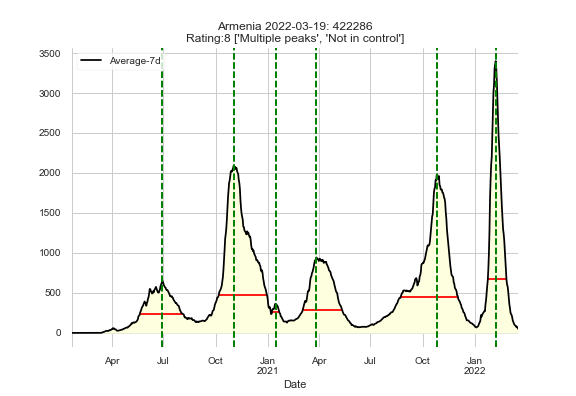 Armenia 2022-03-19: 422286
Rating:8 ['Multiple peaks', 'Not in control']
Average-7d
3500
3000
2500
2000
1500
1000
500
0
Apr Jul Oct Jan Apr Jul Oct Jan
2021 2022
Date